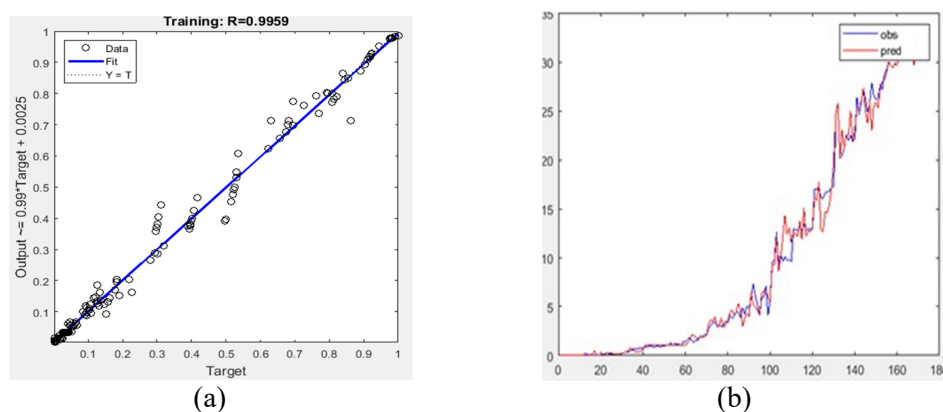 Training: R=0.9959
Data
Fit
Y = T
Output ~= 0.99*Target + 0.0025
1
0.9
0.8
0.7
0.6
0.5
0.4
0.3
0.2
0.1
0.1 0.2 0.3 0.4 0.5 0.6 0.7 0.8 0.9 1
Target
(a)
obs
pred
35
30
25
20
15
10
5
0
0 20 40 60 80 100 120 140 160 180
(b)